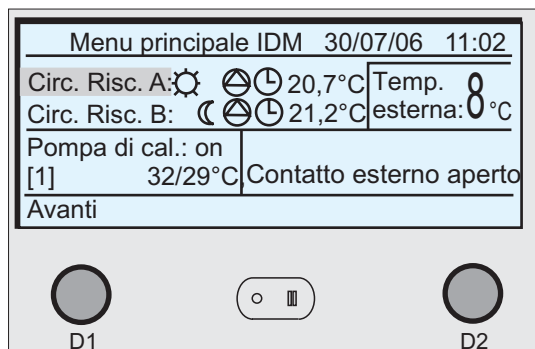 Menu principale IDM 30/07/06 11:02
Circ. Risc. A: 20,7°C
Circ. Risc. B: 21,2°C
Temp. esterna: 8 °C
Pompa di cal.: on
[1] 32/29°C
Contatto esterno aperto
Avanti
D1
D2